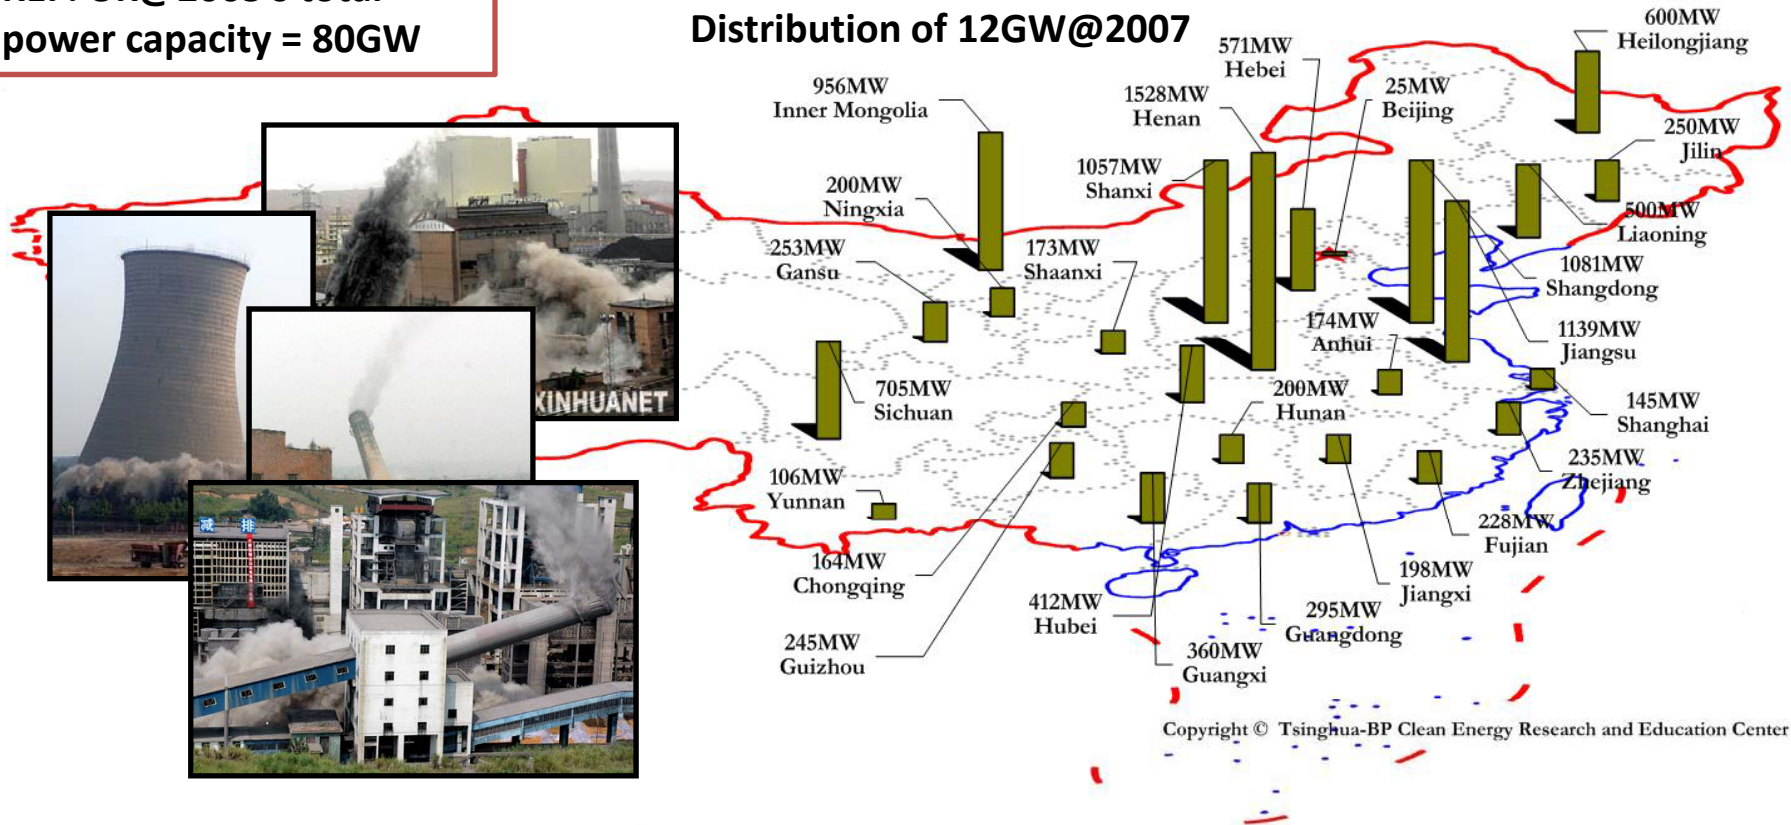 power capacity = 80GW
Distribution of 12GW@2007
600MW
Heilongjiang
571MW
Hebei
25MW
Beijing
956MW
Inner Mongolia
1528MW
Henan
250MW
Jilin
1057MW
Shanxi
200MW
Ningxia
500MW
Liaoning
253MW
Gansu
173MW
Shaanxi
1081MW
Shangdong
174MW
Anhui
1139MW
Jiangsu
705MW
Sichuan
200MW
Hunan
145MW
Shanghai
XINHUANET
235MW
Zhejiang
106MW
Yunnan
减 排
228MW
Fujian
164MW
Chongqing
198MW
Jiangxi
412MW
Hubei
295MW
Guangdong
245MW
Guizhou
360MW
Guangxi
Copyright © Tsinghua-BP Clean Energy Research and Education Center